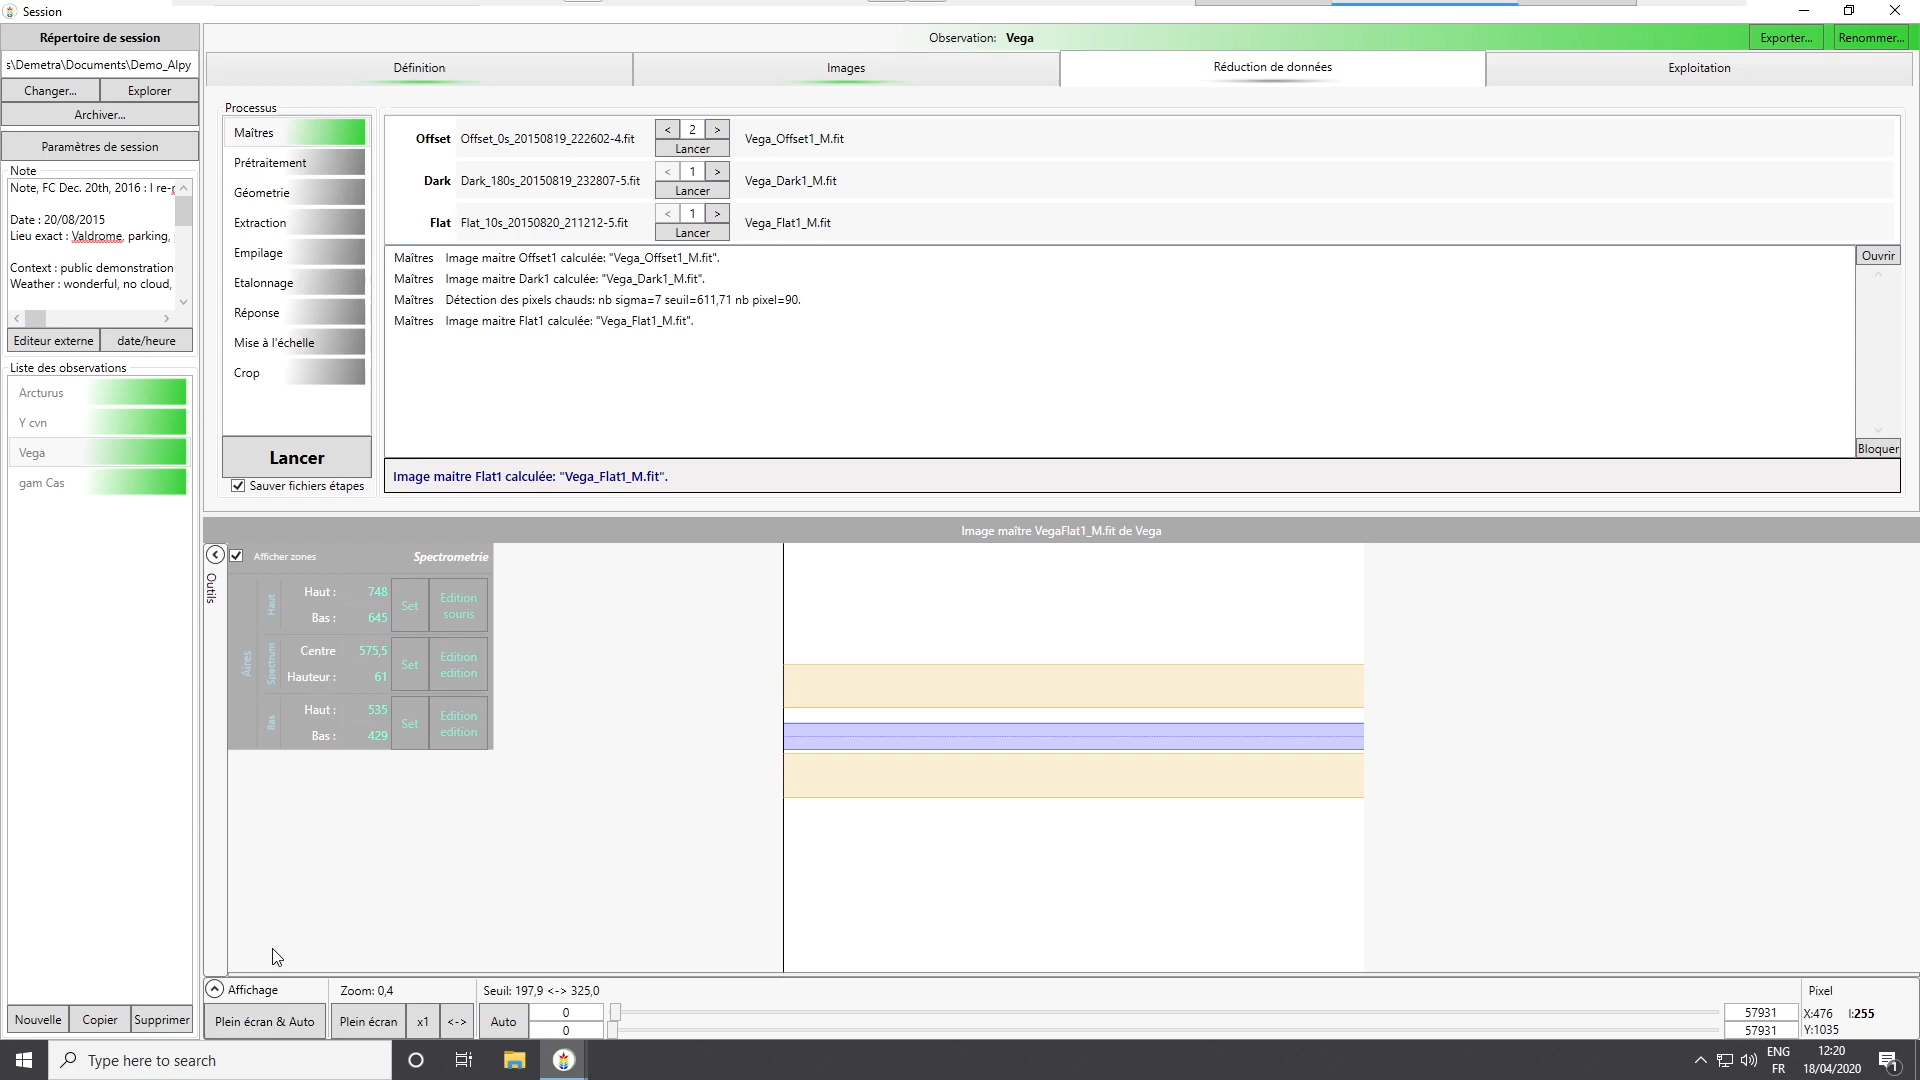 Session
Répertoire de session
s\Demetra\Documents\Demo_Alpy
Changer...
Explorer
Archiver...
Paramètres de session
Note
Note, FC Dec. 20th, 2016 : I re-p
Date : 20/08/2015
Lieu exact : Valdrome, parking,
Context : public demonstration
Weather : wonderful, no cloud,
Editeur externe
date/heure
Liste des observations
Arcturus
Y cvn
Vega
gam Cas
Nouvelle
Copier
Supprimer
Observation: Vega
Exporter...
Renommer...
Définition
Images
Réduction de données
Exploitation
Processus
Maîtres
Prétraitement
Géometrie
Extraction
Empilage
Etalonnage
Réponse
Mise à l'échelle
Crop
Lancer
Sauver fichiers étapes
Offset Offset_0s_20150819_222602-4.fit < 2 > Vega_Offset1_M.fit
Lancer
Dark Dark_180s_20150819_232807-5.fit < 1 > Vega_Dark1_M.fit
Lancer
Flat Flat_10s_20150820_211212-5.fit < 1 > Vega_Flat1_M.fit
Lancer
Maîtres Image maitre Offset1 calculée: "Vega_Offset1_M.fit".
Maîtres Image maitre Dark1 calculée: "Vega_Dark1_M.fit".
Maîtres Détection des pixels chauds: nb sigma=7 seuil=611,71 nb pixel=90.
Maîtres Image maitre Flat1 calculée: "Vega_Flat1_M.fit".
Ouvrir
Bloquer
Image maitre Flat1 calculée: "Vega_Flat1_M.fit".
Image maître VegaFlat1_M.fit de Vega
Outils
Afficher zones
Spectrometrie
Aires
Haut
Haut : 748
Bas : 645
Set
Edition
souris
Spectrum
Centre 575,5
Hauteur : 61
Set
Edition
edition
Bas
Haut : 535
Bas : 429
Set
Edition
edition
Affichage
Plein écran & Auto
Zoom: 0,4
Plein écran
x1
<->
Seuil: 197,9 <-> 325,0
Auto
0
0
57931
57931
Pixel
X:476 I:255
Y:1035
Type here to search
ENG
FR
12:20
18/04/2020
1